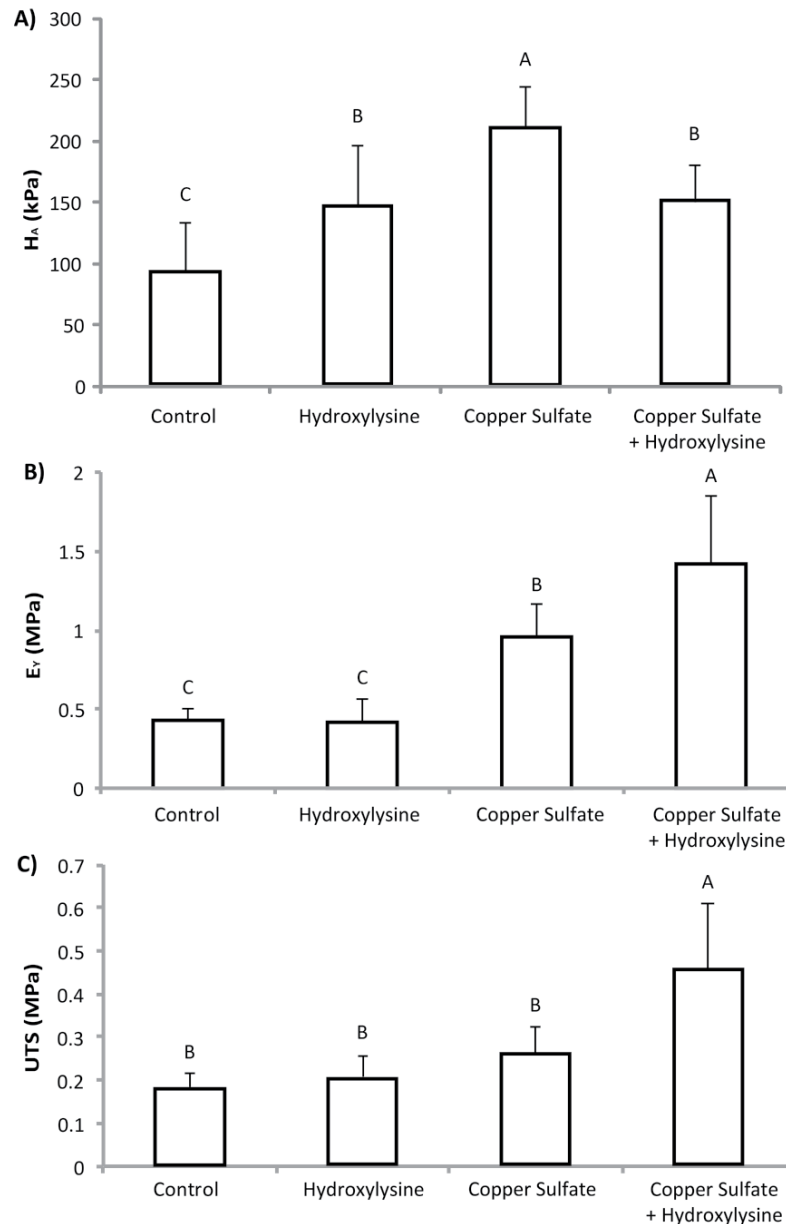 A)
300
250
200
150
100
50
0
Hᴀ (kPa)
C
B
A
B
Control
Hydroxylysine
Copper Sulfate
Copper Sulfate
+ Hydroxylysine
B)
2
1.5
1
0.5
0
Eʏ (MPa)
C
C
B
A
Control
Hydroxylysine
Copper Sulfate
Copper Sulfate
+ Hydroxylysine
C)
0.7
0.6
0.5
0.4
0.3
0.2
0.1
0
UTS (MPa)
B
B
B
A
Control
Hydroxylysine
Copper Sulfate
Copper Sulfate
+ Hydroxylysine